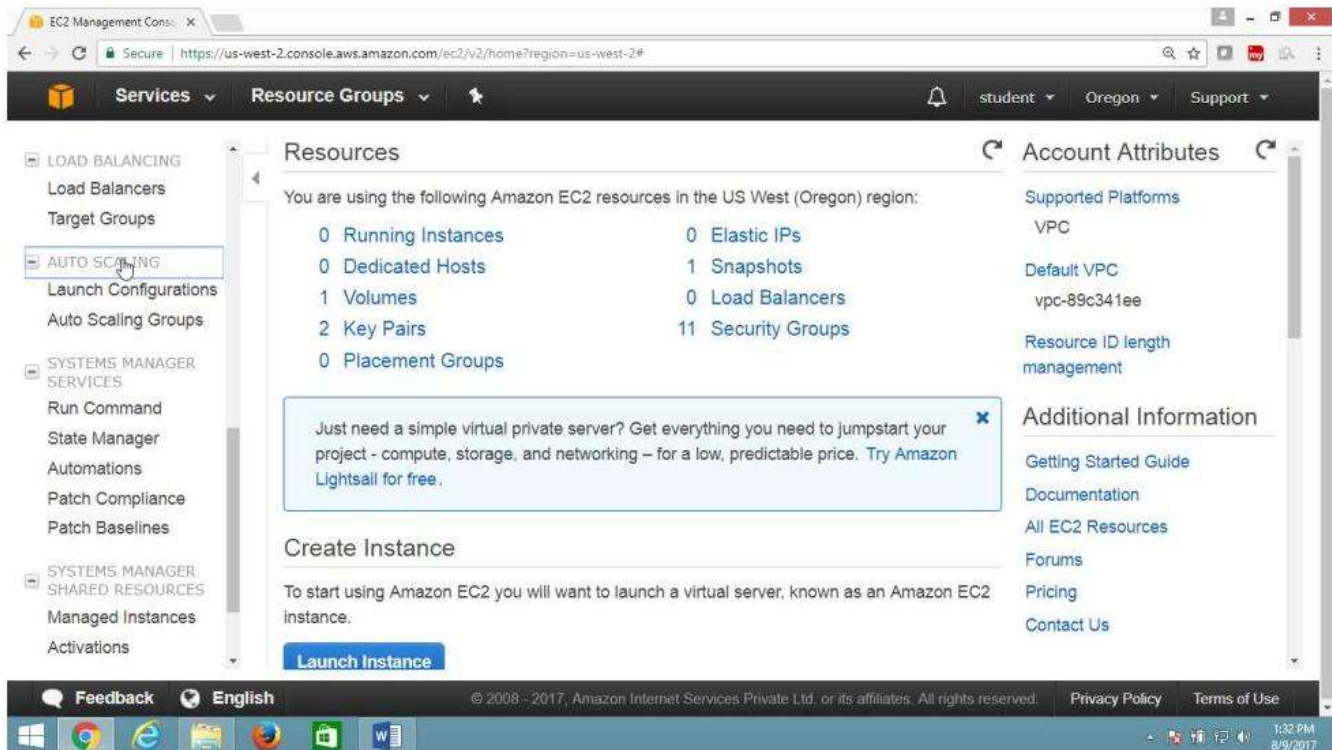 EC2 Management Cons
Secure | https://us-west-2.console.aws.amazon.com/ec2/v2/home?region=us-west-2#
my
Services Resource Groups student Oregon Support
LOAD BALANCING
Load Balancers
Target Groups
AUTO SCALING
Launch Configurations
Auto Scaling Groups
SYSTEMS MANAGER
SERVICES
Run Command
State Manager
Automations
Patch Compliance
Patch Baselines
SYSTEMS MANAGER
SHARED RESOURCES
Managed Instances
Activations
Resources
You are using the following Amazon EC2 resources in the US West (Oregon) region:
0 Running Instances 0 Elastic IPs
0 Dedicated Hosts 1 Snapshots
1 Volumes 0 Load Balancers
2 Key Pairs 11 Security Groups
0 Placement Groups
Just need a simple virtual private server? Get everything you need to jumpstart your
project - compute, storage, and networking – for a low, predictable price. Try Amazon
Lightsail for free.
Create Instance
To start using Amazon EC2 you will want to launch a virtual server, known as an Amazon EC2
instance.
Launch Instance
Account Attributes
Supported Platforms
VPC
Default VPC
vpc-89c341ee
Resource ID length
management
Additional Information
Getting Started Guide
Documentation
All EC2 Resources
Forums
Pricing
Contact Us
Feedback English © 2008 - 2017, Amazon Internet Services Private Ltd. or its affiliates. All rights reserved. Privacy Policy Terms of Use
1:32 PM
8/9/2017